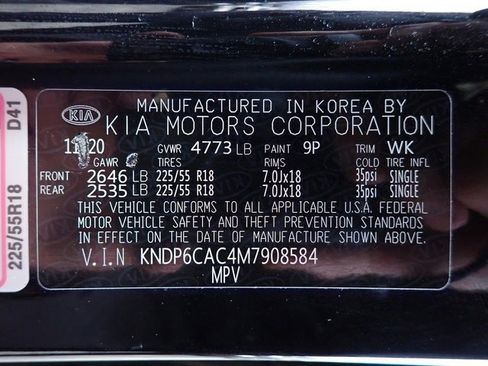 MANUFACTURED IN KOREA BY
KIA KIA MOTORS CORPORATION
GVWR 4773 LB PAINT 9P TRIM WK
GAWR TIRES RIMS COLD TIRE INFL
FRONT 2646 LB 225/55 R18 7.0Jx18 35psi SINGLE
REAR 2535 LB 225/55 R18 7.0Jx18 35psi SINGLE
THIS VEHICLE CONFORMS TO ALL APPLICABLE U.S.A. FEDERAL
MOTOR VEHICLE SAFETY AND THEFT PREVENTION STANDARDS
IN EFFECT ON THE DATE OF MANUFACTURE SHOWN ABOVE.
V.I.N KNDP6CAC4M7908584
MPV
225/55R18 D41